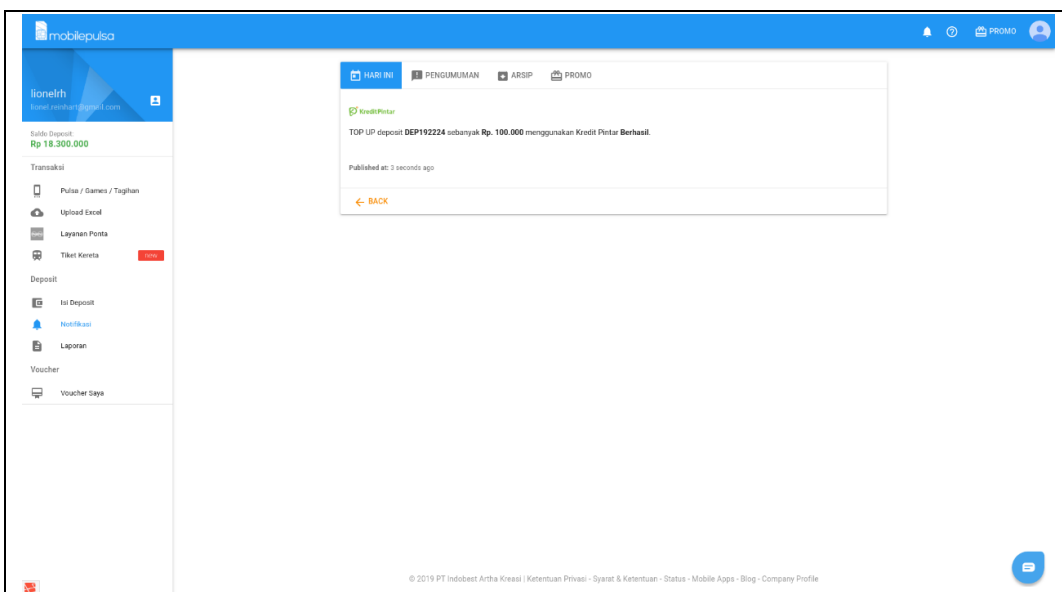 mobilepulsa
PROMO
lionelrh
lionel.reinhart@gmail.com
Saldo Deposit:
Rp 18.300.000
Transaksi
Pulsa / Games / Tagihan
Upload Excel
Layanan Ponta
Tiket Kereta
Deposit
Isi Deposit
Notifikasi
Laporan
Voucher
Voucher Saya
HARI INI PENGUMUMAN ARSIP PROMO
KreditPintar
TOP UP deposit DEP192224 sebanyak Rp. 100.000 menggunakan Kredit Pintar Berhasil.
Published at: 3 seconds ago
BACK
© 2019 PT Indobest Artha Kreasi | Ketentuan Privasi - Syarat & Ketentuan - Status - Mobile Apps - Blog - Company Profile